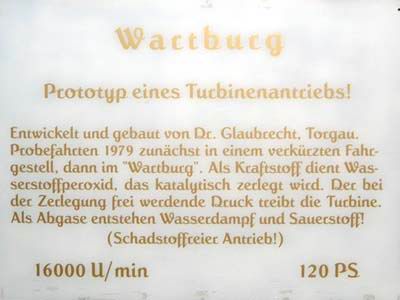 Wartburg
Prototyp eines Turbinenantriebs!
Entwickelt und gebaut von Dr. Glaubrecht, Torgau.
Probefahrten 1979 zunächst in einem verkürzten Fahr-
gestell, dann im "Wartburg". Als Kraftstoff dient Was-
serstoffperoxid, das katalytisch zerlegt wird. Der bei
der Zerlegung frei werdende Druck treibt die Turbine.
Als Abgase entstehen Wasserdampf und Sauerstoff!
(Schadstoffreier Antrieb!)
16000 U/min 120 PS